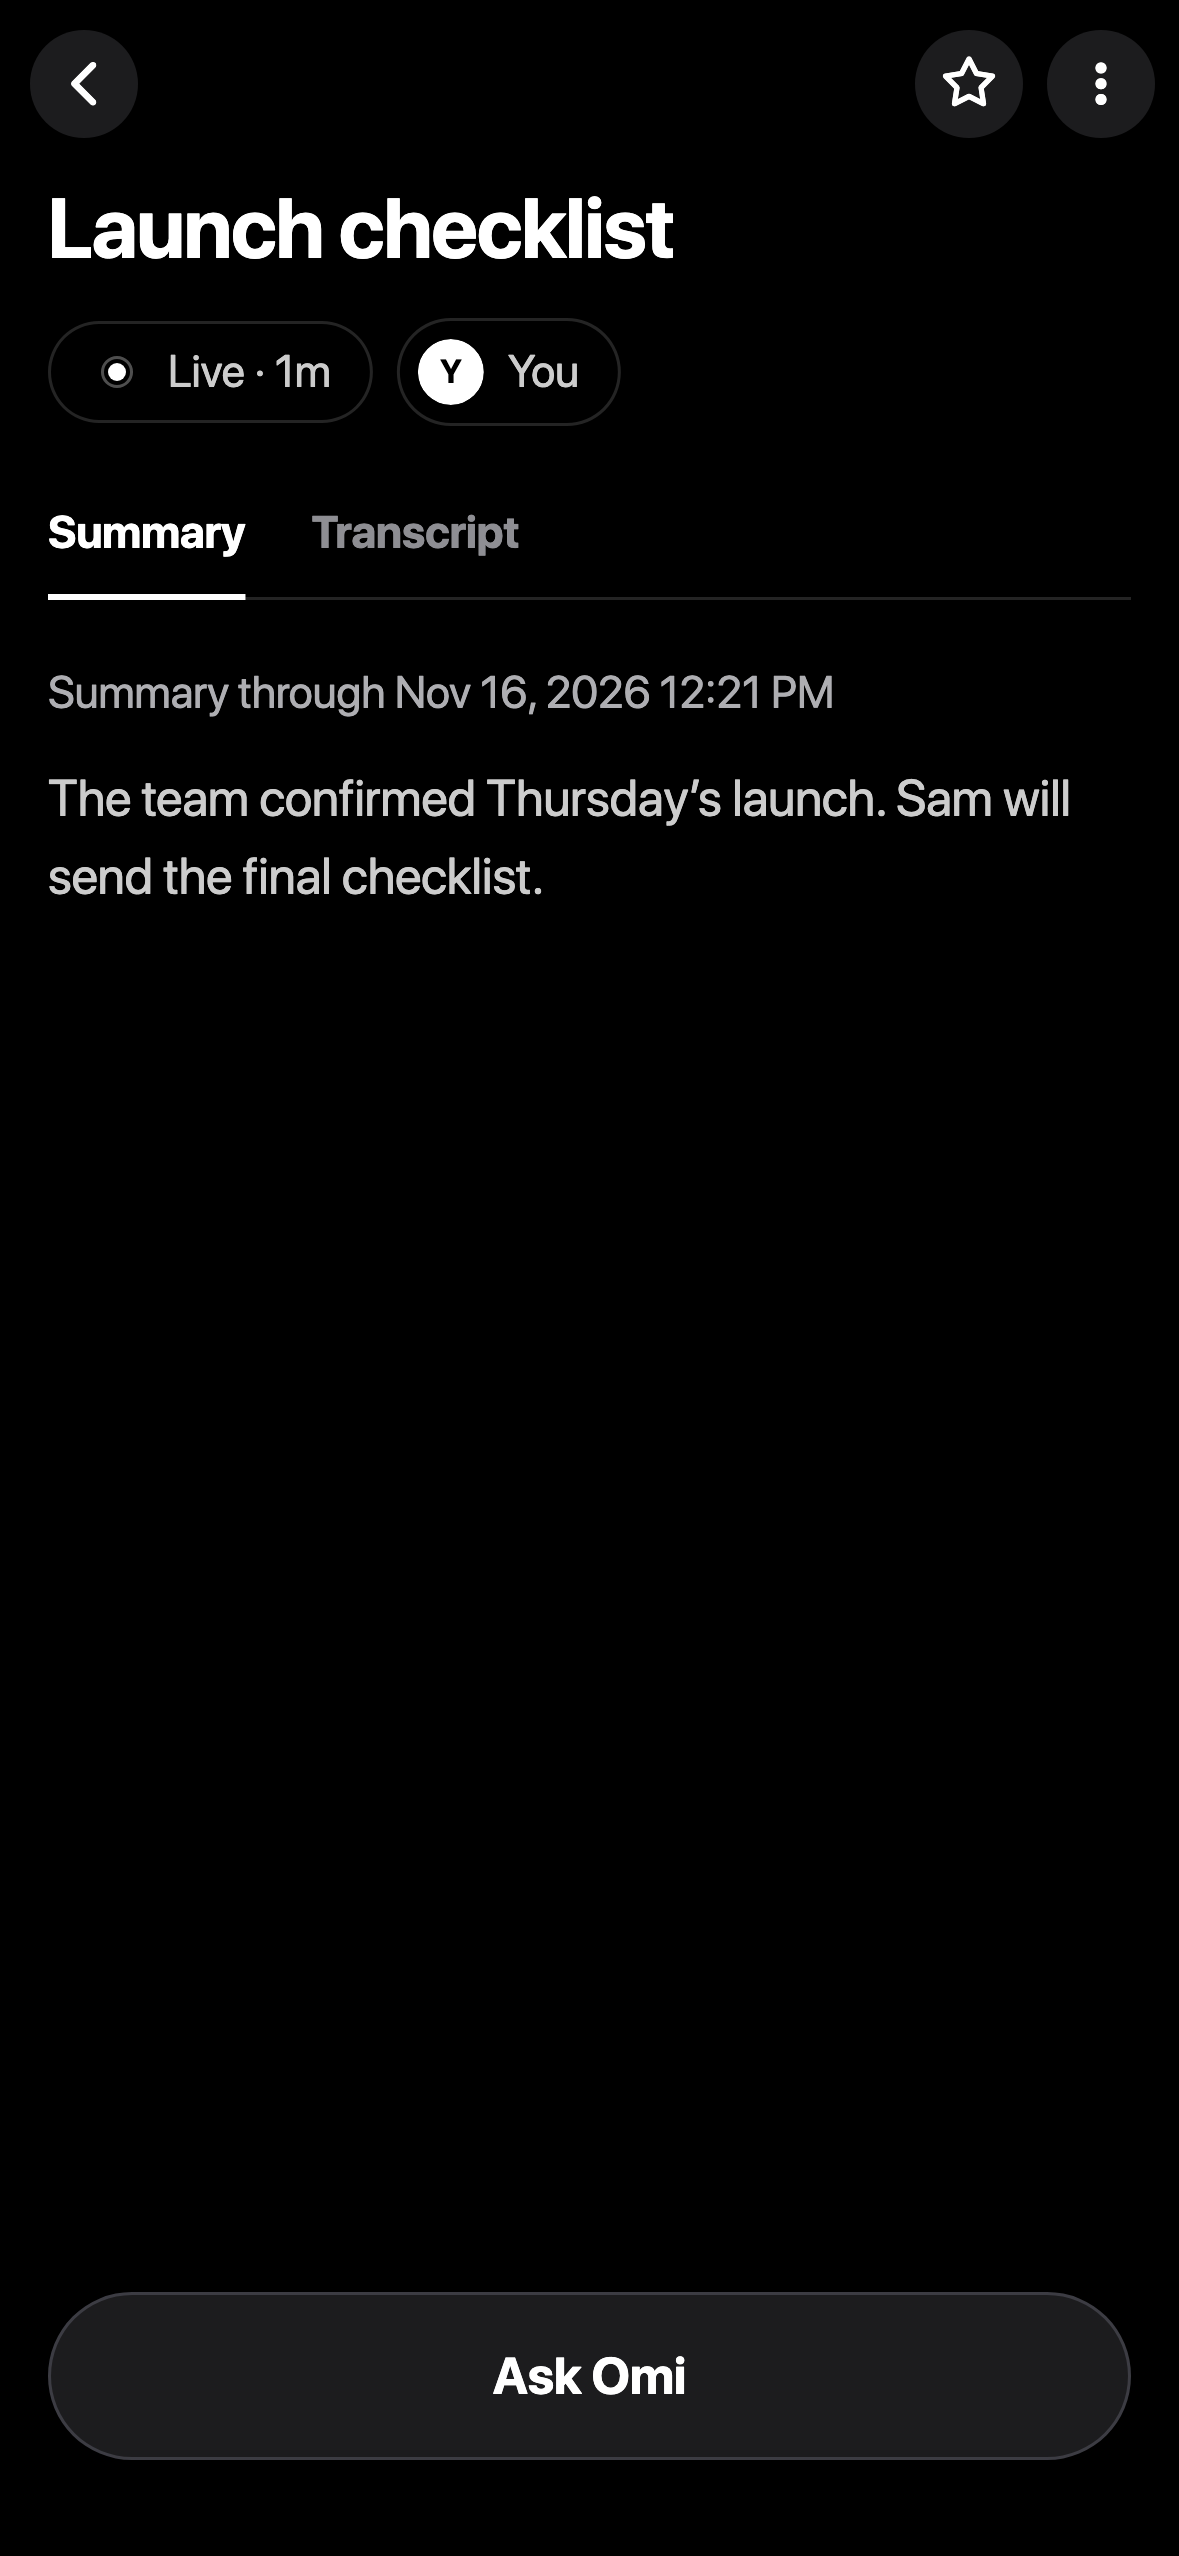 Launch checklist
Live · 1m
Y You
Summary
Transcript
Summary through Nov 16, 2026 12:21 PM
The team confirmed Thursday’s launch. Sam will
send the final checklist.
Ask Omi